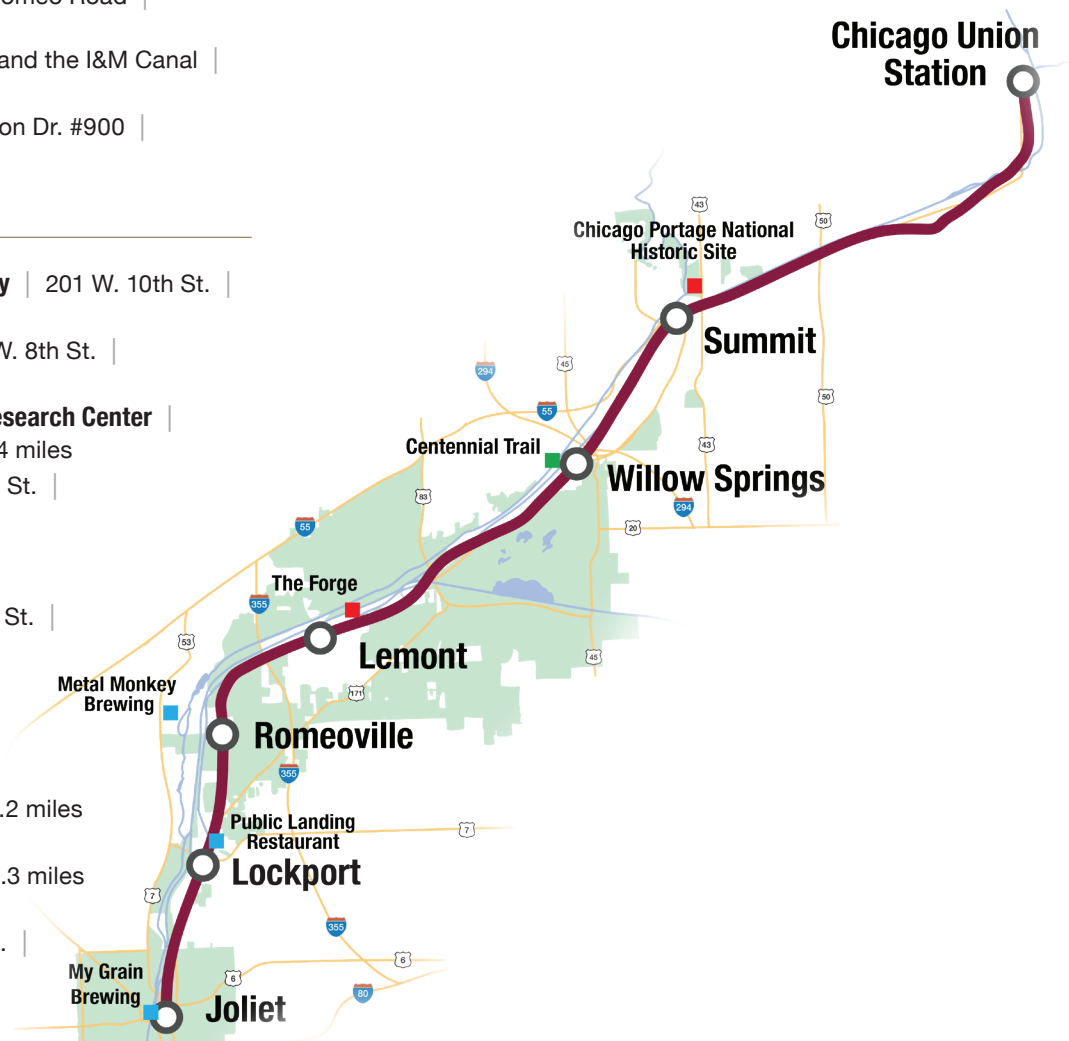 Road |
and the I&M Canal |
on Dr. #900 |
y | 201 W. 10th St. |
W. 8th St. |
esearch Center |
4 miles
St. |
St. |
.2 miles
.3 miles
. |
Chicago Union
Station
43
50
Chicago Portage National
Historic Site
Summit
294
45
55
50
Centennial Trail
43
Willow Springs
83
294
20
55
The Forge
355
53
Lemont
45
171
Metal Monkey
Brewing
Romeoville
355
Public Landing
Restaurant
7
Lockport
7
355
6
My Grain
Brewing
6
80
Joliet